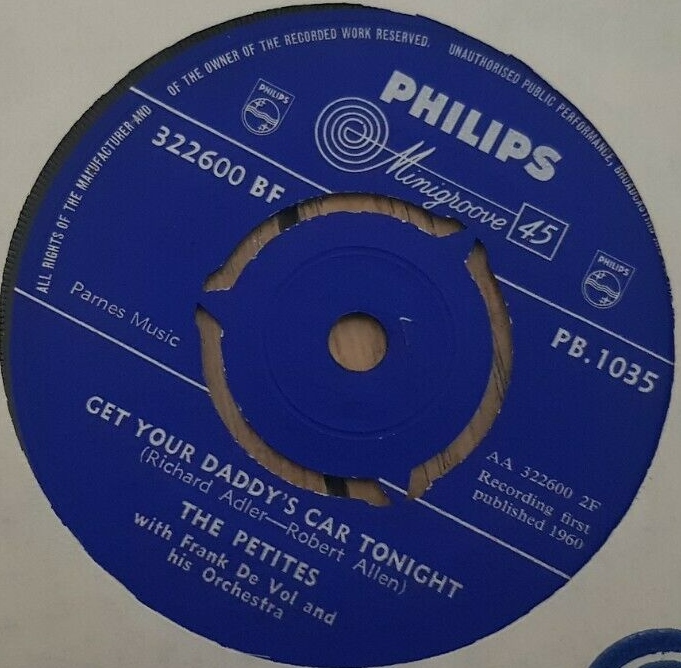 ALL RIGHTS OF THE MANUFACTURER AND OF THE OWNER OF THE RECORDED WORK RESERVED. UNAUTHORISED PUBLIC PERFORMANCE, BROADCASTING
PHILIPS
PHILIPS
Minigroove 45
322600 BF
PHILIPS
PB.1035
Parnes Music
AA 322600 2F
Recording first
published 1960
GET YOUR DADDY'S CAR TONIGHT
(Richard Adler—Robert Allen)
THE PETITES
with Frank De Vol and
his Orchestra